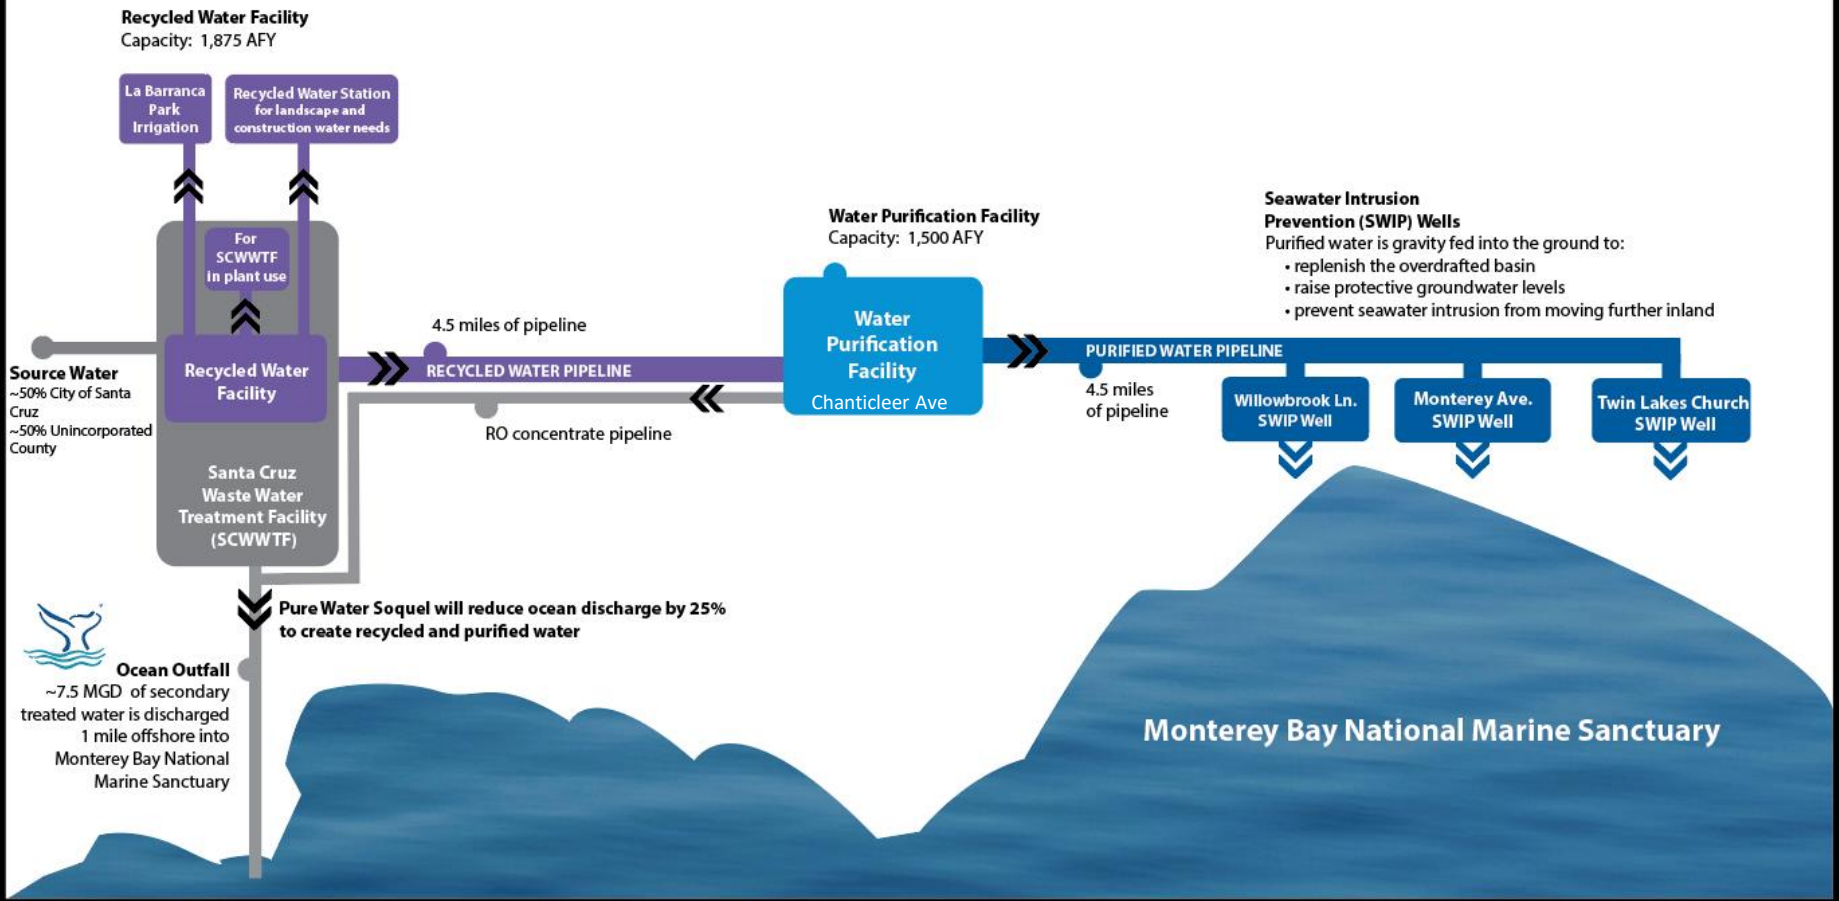 Recycled Water Facility
Capacity: 1,875 AFY
La Barranca
Park
Irrigation
Recycled Water Station
for landscape and
construction water needs
For
SCWWTF
in plant use
Recycled Water
Facility
Source Water
~50% City of Santa
Cruz
~50% Unincorporated
County
Santa Cruz
Waste Water
Treatment Facility
(SCWWTF)
4.5 miles of pipeline
RECYCLED WATER PIPELINE
RO concentrate pipeline
Water Purification Facility
Capacity: 1,500 AFY
Water
Purification
Facility
Chanticleer Ave
Seawater Intrusion
Prevention (SWIP) Wells
Purified water is gravity fed into the ground to:
• replenish the overdrafted basin
• raise protective groundwater levels
• prevent seawater intrusion from moving further inland
PURIFIED WATER PIPELINE
4.5 miles
of pipeline
Willowbrook Ln.
SWIP Well
Monterey Ave.
SWIP Well
Twin Lakes Church
SWIP Well
Pure Water Soquel will reduce ocean discharge by 25%
to create recycled and purified water
Ocean Outfall
~7.5 MGD of secondary
treated water is discharged
1 mile offshore into
Monterey Bay National
Marine Sanctuary
Monterey Bay National Marine Sanctuary